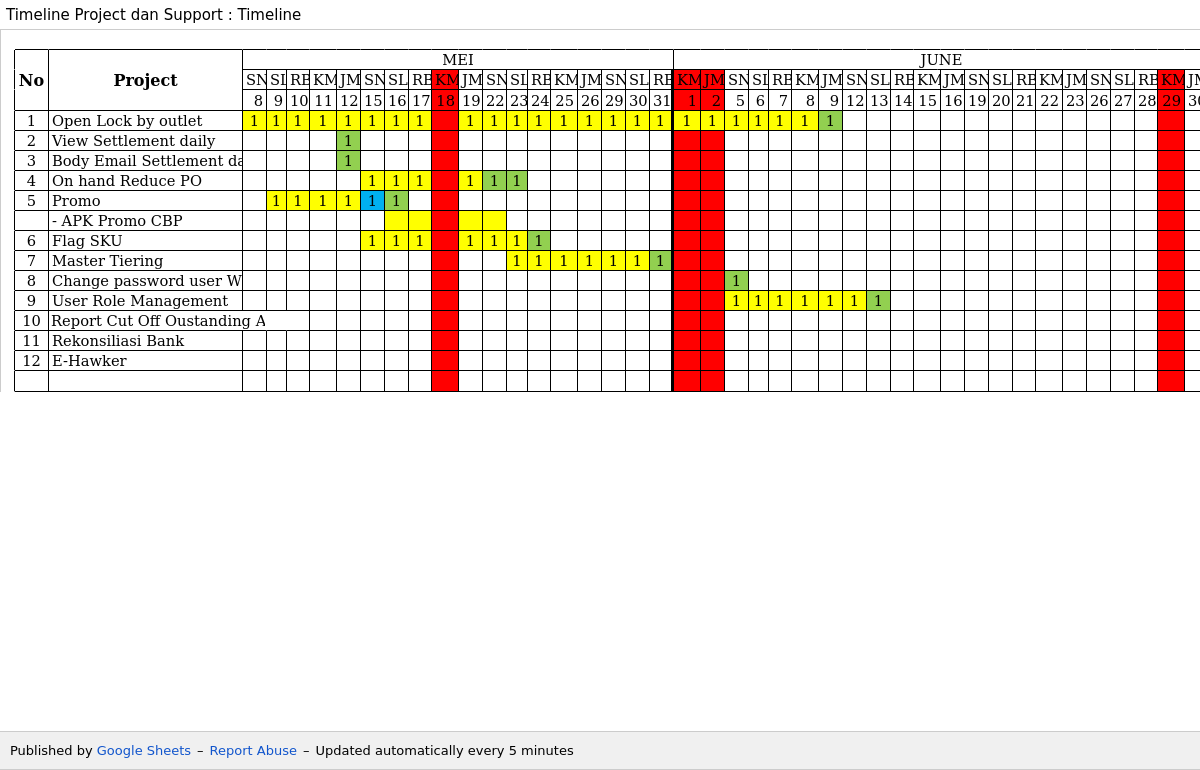 Timeline Project dan Support : Timeline
No Project MEI JUNE
SN SL RB KM JM SN SL RB KM JM SN SL RB KM JM SN SL RB KM JM SN SL RB KM JM SN SL RB KM JM SN SL RB KM JM SN SL RB KM JM
8 9 10 11 12 15 16 17 18 19 22 23 24 25 26 29 30 31 1 2 5 6 7 8 9 12 13 14 15 16 19 20 21 22 23 26 27 28 29 30
1 Open Lock by outlet 1 1 1 1 1 1 1 1 1 1 1 1 1 1 1 1 1 1 1 1 1 1 1 1
2 View Settlement daily 1
3 Body Email Settlement da 1
4 On hand Reduce PO 1 1 1 1 1 1
5 Promo 1 1 1 1 1 1
- APK Promo CBP
6 Flag SKU 1 1 1 1 1 1 1
7 Master Tiering 1 1 1 1 1 1 1
8 Change password user W 1
9 User Role Management 1 1 1 1 1 1 1
10 Report Cut Off Oustanding A
11 Rekonsiliasi Bank
12 E-Hawker
Published by Google Sheets – Report Abuse – Updated automatically every 5 minutes